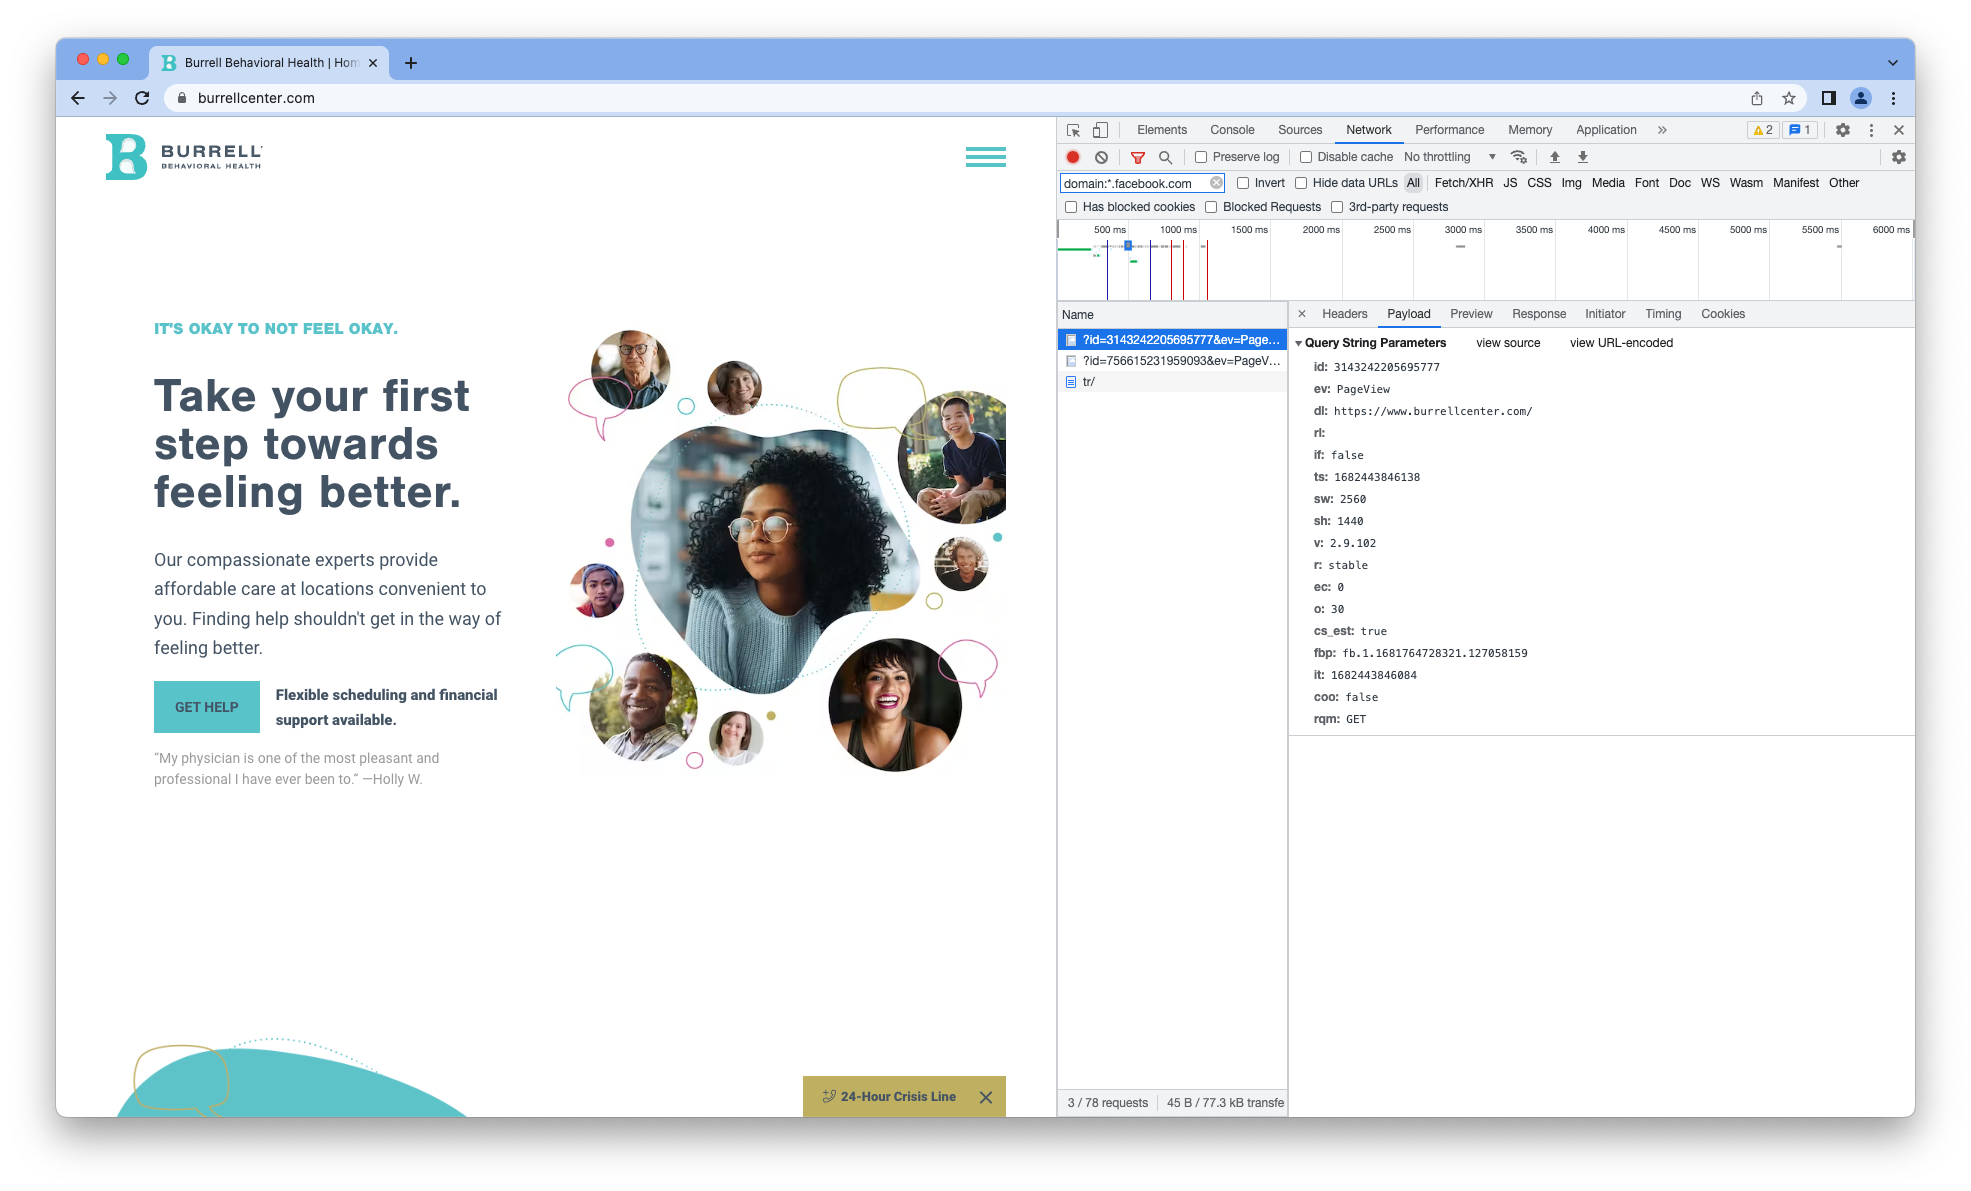 Burrell Behavioral Health | Hom
burrellcenter.com
BURRELL
BEHAVIORAL HEALTH
IT'S OKAY TO NOT FEEL OKAY.
Take your first
step towards
feeling better.
Our compassionate experts provide
affordable care at locations convenient to
you. Finding help shouldn't get in the way of
feeling better.
GET HELP
Flexible scheduling and financial
support available.
“My physician is one of the most pleasant and
professional I have ever been to.” —Holly W.
24-Hour Crisis Line
Elements Console Sources Network Performance Memory Application 2 1
Preserve log Disable cache No throttling
domain:*.facebook.com Invert Hide data URLs All Fetch/XHR JS CSS Img Media Font Doc WS Wasm Manifest Other
Has blocked cookies Blocked Requests 3rd-party requests
500 ms 1000 ms 1500 ms 2000 ms 2500 ms 3000 ms 3500 ms 4000 ms 4500 ms 5000 ms 5500 ms 6000 ms
Name
?id=3143242205695777&ev=Page...
?id=756615231959093&ev=PageV...
tr/
3 / 78 requests 45 B / 77.3 kB transfe
Headers Payload Preview Response Initiator Timing Cookies
Query String Parameters view source view URL-encoded
id: 3143242205695777
ev: PageView
dl: https://www.burrellcenter.com/
rl:
if: false
ts: 1682443846138
sw: 2560
sh: 1440
v: 2.9.102
r: stable
ec: 0
o: 30
cs_est: true
fbp: fb.1.1681764728321.127058159
it: 1682443846084
coo: false
rqm: GET